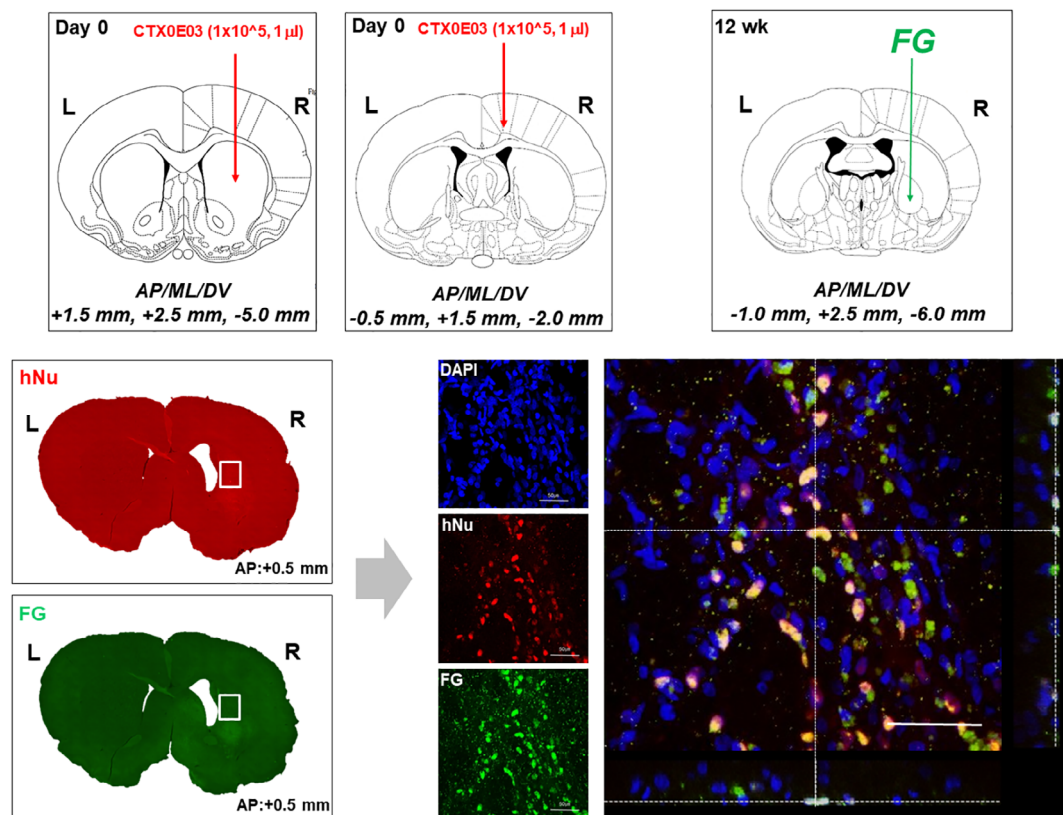 Day 0
CTX0E03 (1x10^5, 1 µl)
L
R
AP/ML/DV
+1.5 mm, +2.5 mm, -5.0 mm
Day 0
CTX0E03 (1x10^5, 1 µl)
L
R
AP/ML/DV
-0.5 mm, +1.5 mm, -2.0 mm
12 wk
FG
L
R
AP/ML/DV
-1.0 mm, +2.5 mm, -6.0 mm
hNu
L
R
AP:+0.5 mm
FG
L
R
AP:+0.5 mm
DAPI
hNu
FG